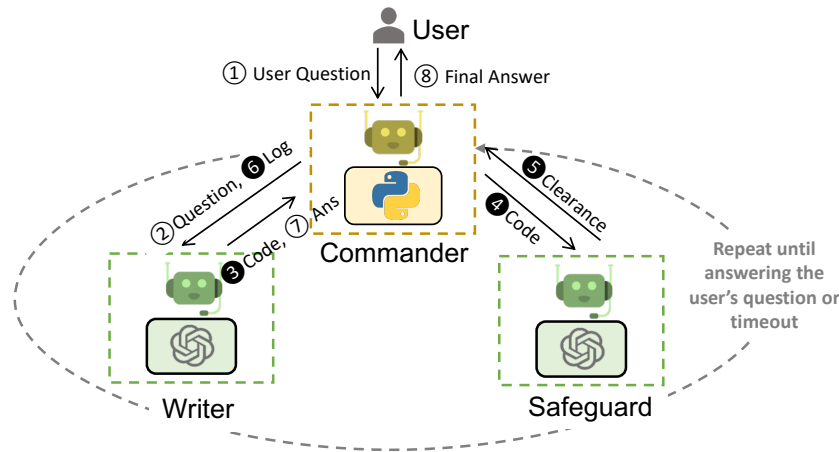 User
① User Question
⑧ Final Answer
② Question, ❻ Log
❸ Code, ⑦ Ans
❺ Clearance
❹ Code
Commander
Repeat until
answering the
user's question or
timeout
Writer
Safeguard